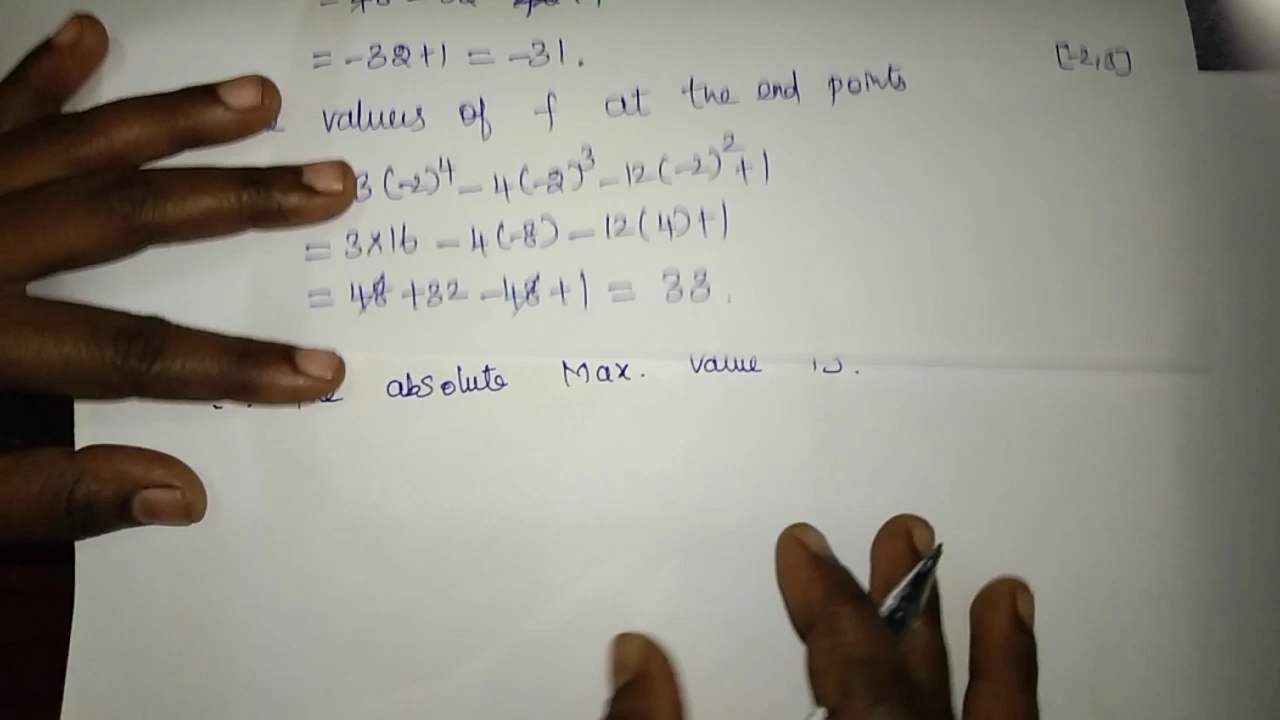 = -32+1 = -31.
[-2,3]
values of f at the end points
3(-2)⁴ - 4(-2)³ - 12(-2)² + 1
= 3×16 - 4(-8) - 12(4)+1
= 48 +32 -48+1 = 33.
absolute Max. value is.